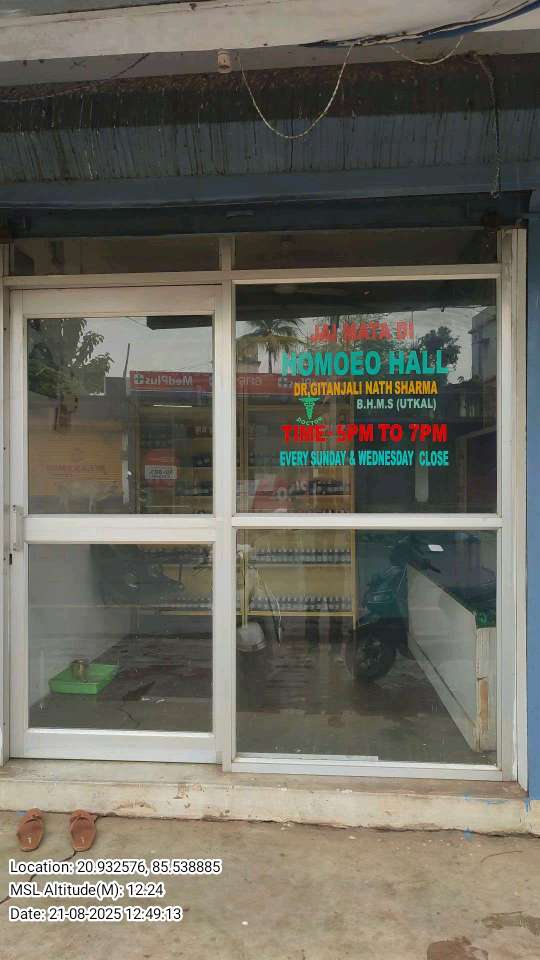 JAI MATA DI
HOMOEO HALL
DR.GITANJALI NATH SHARMA
B.H.M.S (UTKAL)
DOCTOR
TIME- 5PM TO 7PM
EVERY SUNDAY & WEDNESDAY CLOSE
MedPlus
Location: 20.932576, 85.538885
MSL Altitude(M): 12.24
Date: 21-08-2025 12:49:13